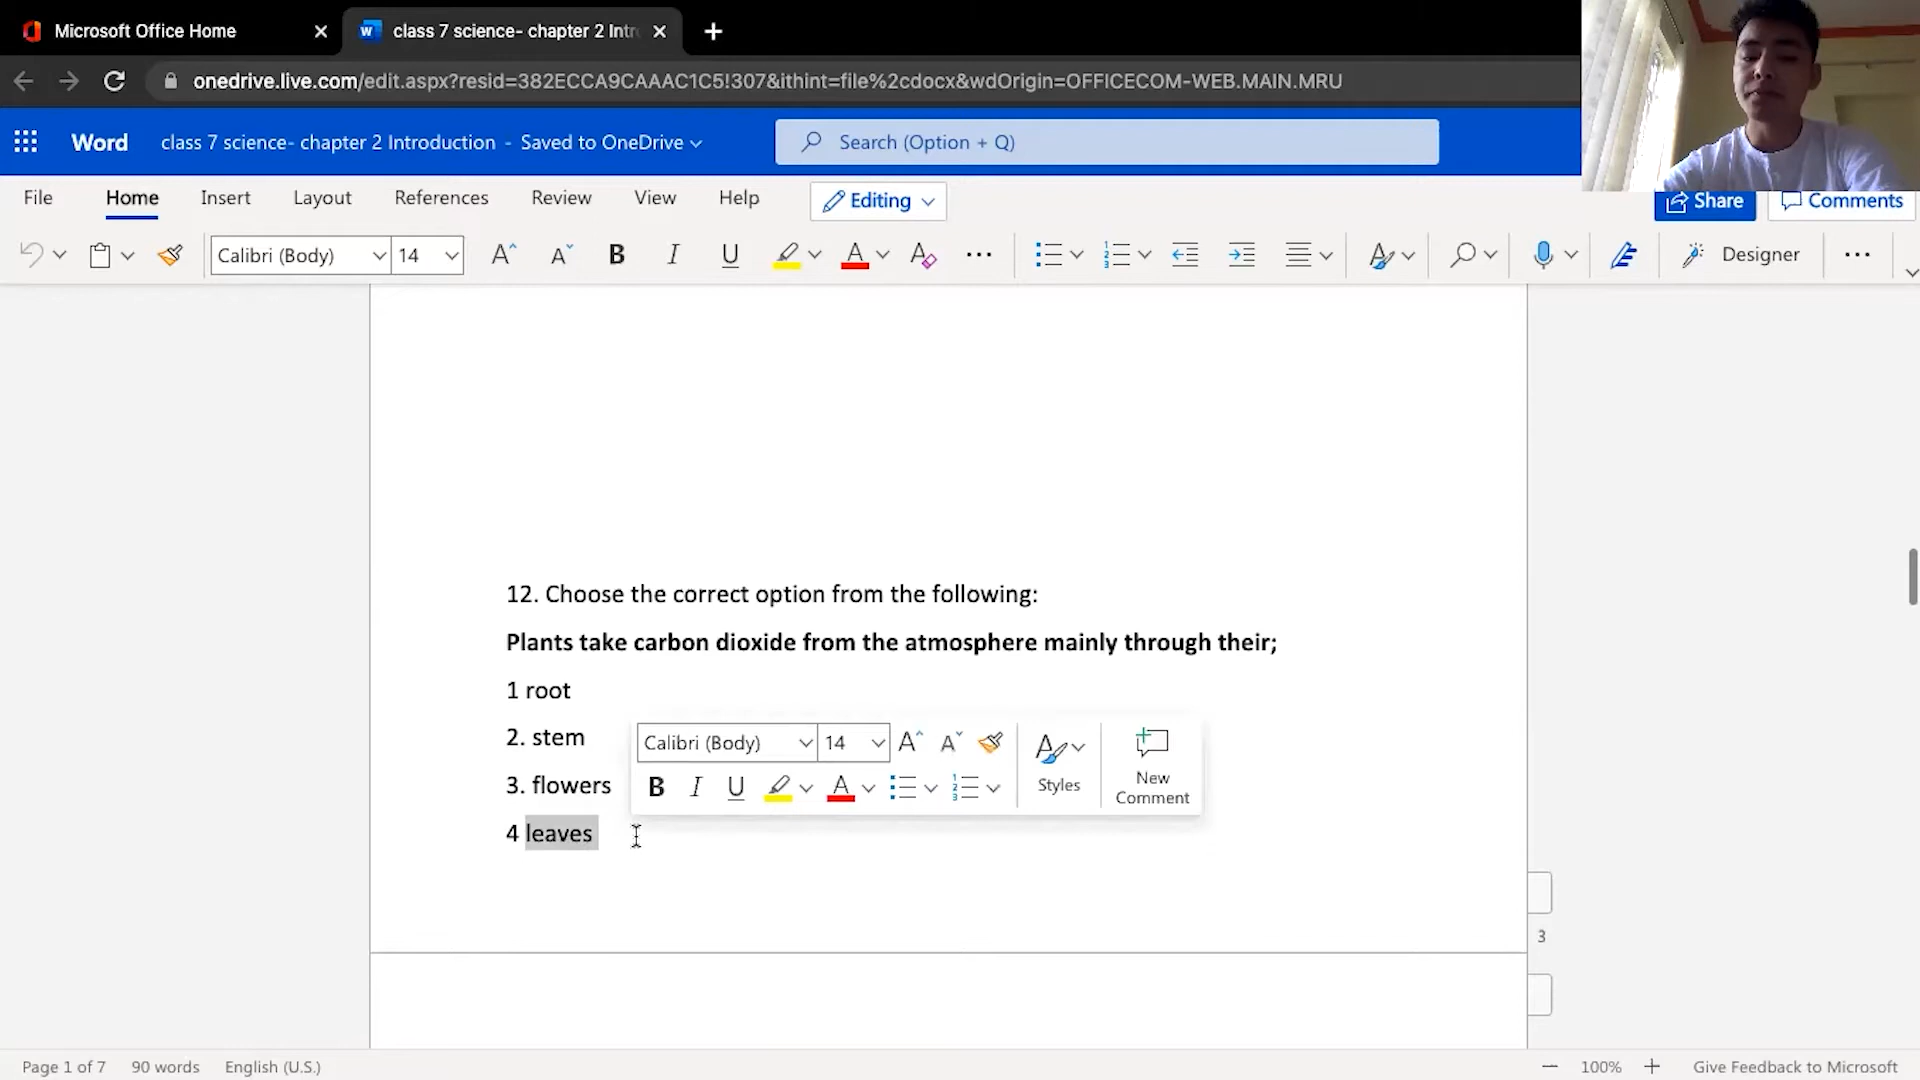 Microsoft Office Home
class 7 science- chapter 2 Intr
onedrive.live.com/edit.aspx?resid=382ECCA9CAAAC1C5!307&ithint=file%2cdocx&wdOrigin=OFFICECOM-WEB.MAIN.MRU
Word class 7 science- chapter 2 Introduction - Saved to OneDrive
Search (Option + Q)
File Home Insert Layout References Review View Help Editing
Share Comments
Calibri (Body) 14 Designer
12. Choose the correct option from the following:
Plants take carbon dioxide from the atmosphere mainly through their;
1 root
2. stem
3. flowers
4 leaves
Calibri (Body) 14
Styles
New Comment
3
Page 1 of 7 90 words English (U.S.) 100% Give Feedback to Microsoft